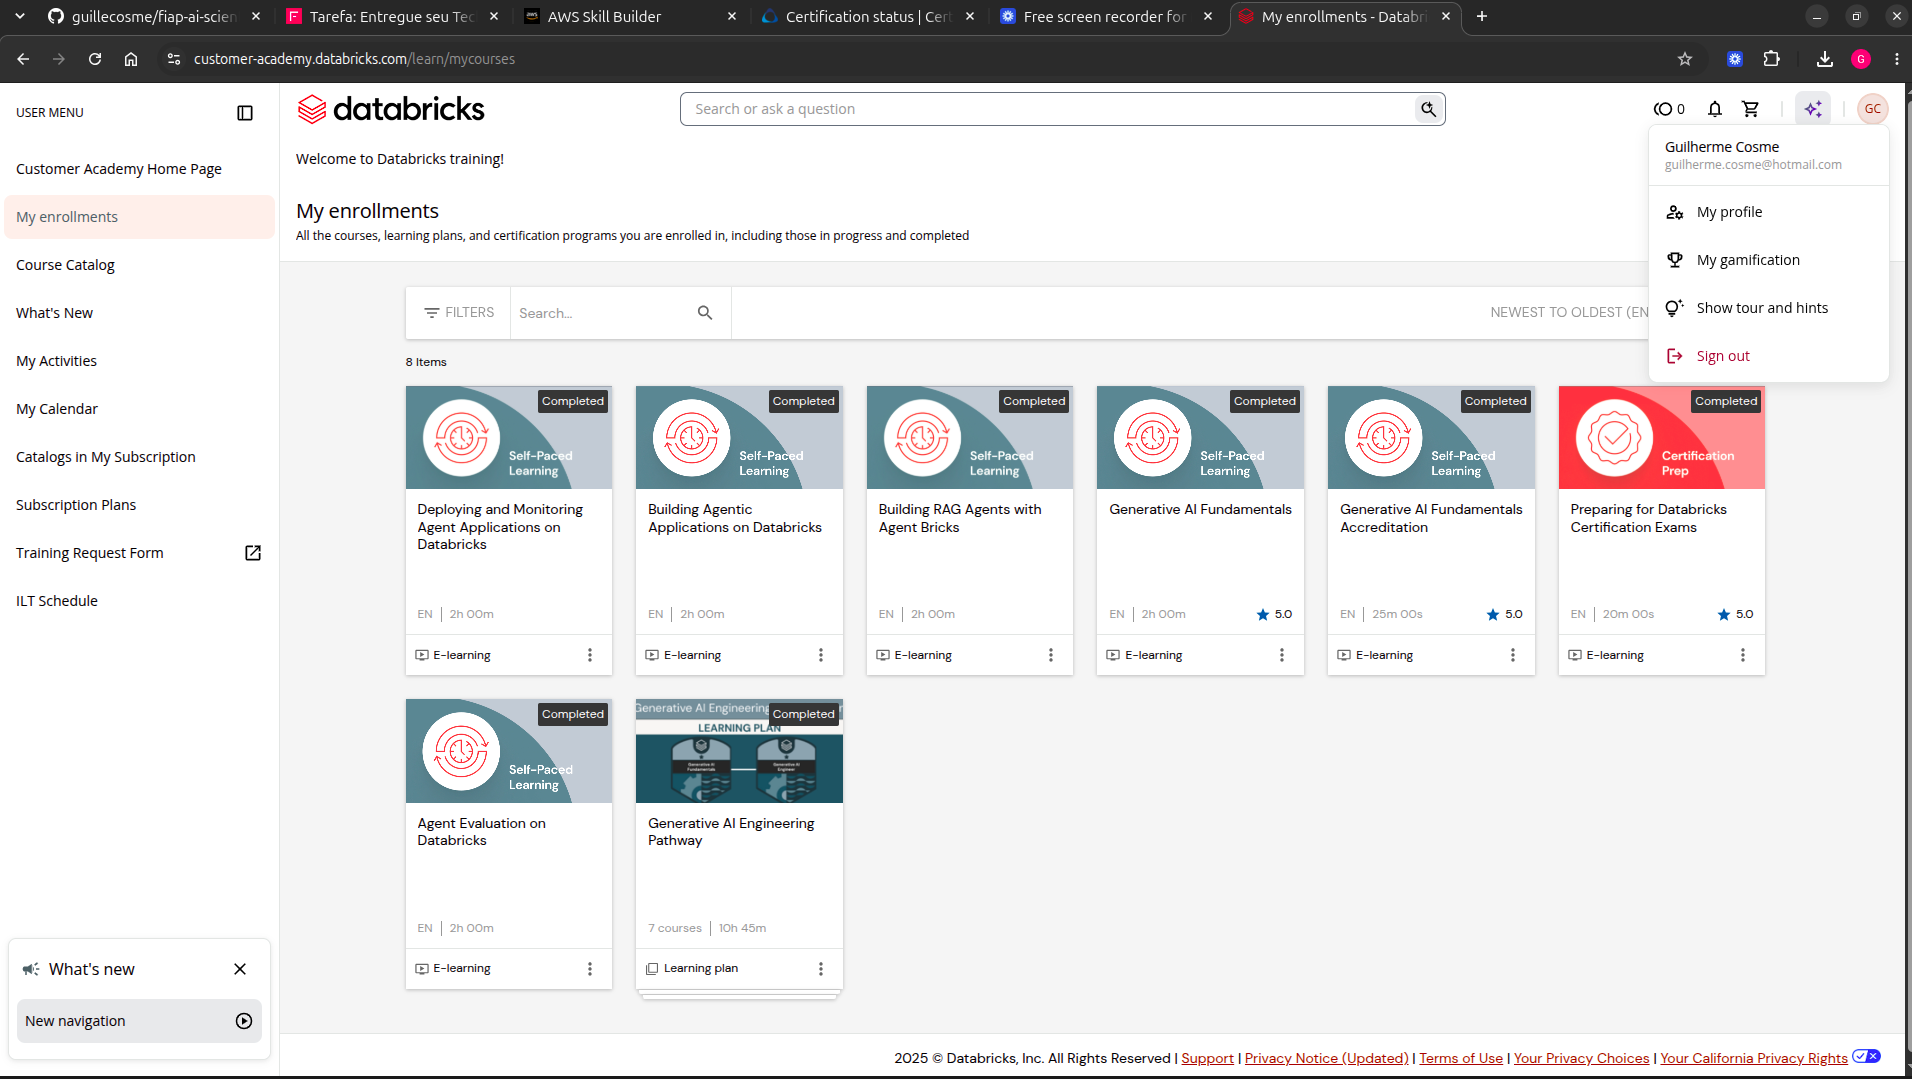 guillecosme/fiap-ai-scien
Tarefa: Entregue seu Tec
AWS Skill Builder
Certification status | Cert
Free screen recorder for
My enrollments - Databri
customer-academy.databricks.com/learn/mycourses
G
USER MENU
Customer Academy Home Page
My enrollments
Course Catalog
What's New
My Activities
My Calendar
Catalogs in My Subscription
Subscription Plans
Training Request Form
ILT Schedule
What's new
New navigation
databricks
Search or ask a question
0
GC
Welcome to Databricks training!
My enrollments
All the courses, learning plans, and certification programs you are enrolled in, including those in progress and completed
Guilherme Cosme
guilherme.cosme@hotmail.com
My profile
My gamification
Show tour and hints
Sign out
FILTERS
Search...
NEWEST TO OLDEST (EN
8 Items
Completed
Self-Paced
Learning
Deploying and Monitoring
Agent Applications on
Databricks
EN | 2h 00m
E-learning
Completed
Self-Paced
Learning
Building Agentic
Applications on Databricks
EN | 2h 00m
E-learning
Completed
Self-Paced
Learning
Building RAG Agents with
Agent Bricks
EN | 2h 00m
E-learning
Completed
Self-Paced
Learning
Generative AI Fundamentals
EN | 2h 00m
5.0
E-learning
Completed
Self-Paced
Learning
Generative AI Fundamentals
Accreditation
EN | 25m 00s
5.0
E-learning
Completed
Certification
Prep
Preparing for Databricks
Certification Exams
EN | 20m 00s
5.0
E-learning
Completed
Self-Paced
Learning
Agent Evaluation on
Databricks
EN | 2h 00m
E-learning
Generative AI Engineering
Completed
LEARNING PLAN
Generative AI
Fundamentals
Generative AI
Engineer
Generative AI Engineering
Pathway
7 courses | 10h 45m
Learning plan
2025 © Databricks, Inc. All Rights Reserved | Support | Privacy Notice (Updated) | Terms of Use | Your Privacy Choices | Your California Privacy Rights